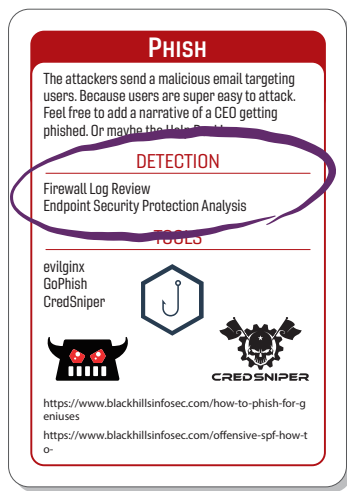 PHISH
The attackers send a malicious email targeting
users. Because users are super easy to attack.
Feel free to add a narrative of a CEO getting
phished. Or maybe the Help
DETECTION
Firewall Log Review
Endpoint Security Protection Analysis
TOOLS
evilginx
GoPhish
CredSniper
CREDSNIPER
https://www.blackhillsinfosec.com/how-to-phish-for-g
eniuses
https://www.blackhillsinfosec.com/offensive-spf-how-t
o-